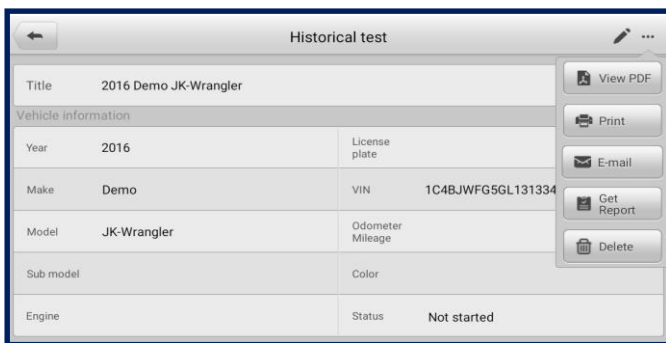 Historical test
Title 2016 Demo JK-Wrangler
View PDF
Vehicle information
Print
Year 2016 License
plate
E-mail
Make Demo VIN 1C4BJWFG5GL131334
Get
Report
Model JK-Wrangler Odometer
Mileage
Delete
Sub model Color
Engine Status Not started